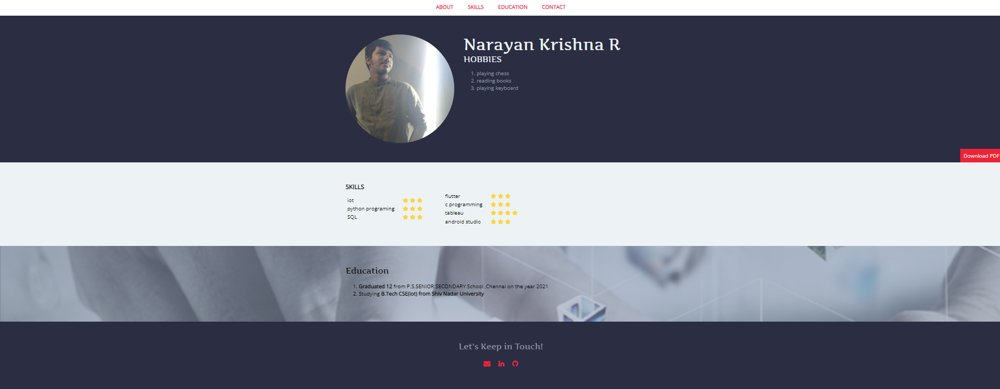 ABOUT SKILLS EDUCATION CONTACT
Narayan Krishna R
HOBBIES
1. playing chess
2. reading books
3. playing keyboard
Download PDF
SKILLS
iot
python programing
SQL
flutter
c programming
tableau
android studio
Education
1. Graduated 12 from P.S.SENIOR SECONDARY School ,Chennai on the year 2021
2. Studying B.Tech CSE(iot) from Shiv Nadar University
Let's Keep in Touch!
in